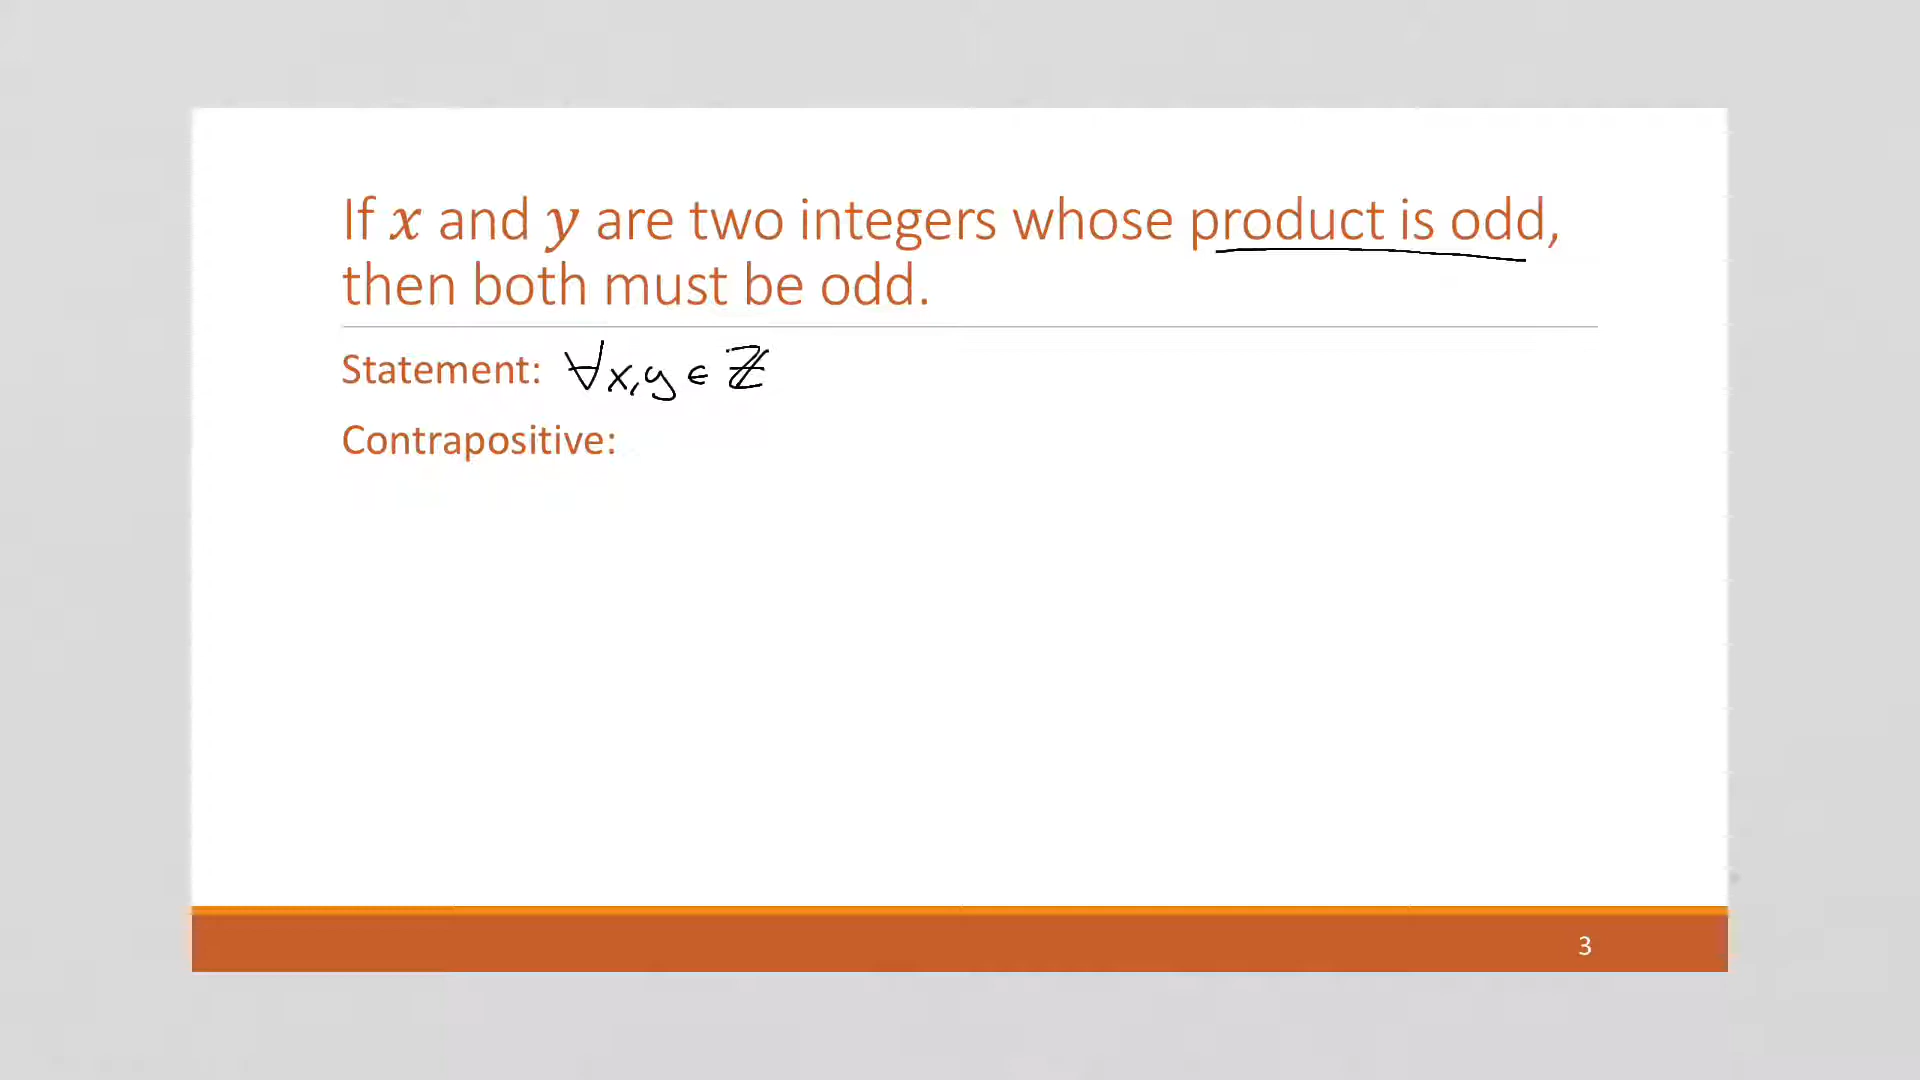 If x and y are two integers whose product is odd,
then both must be odd.
Statement: ∀x,y ∈ ℤ
Contrapositive:
3